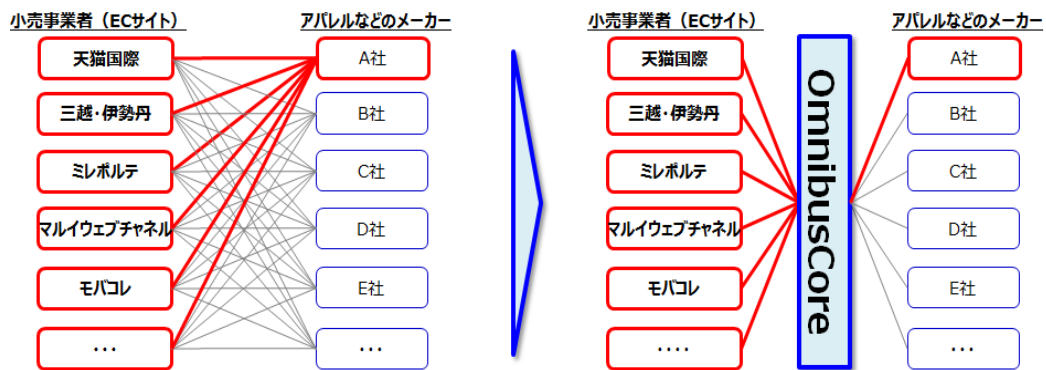 小売事業者（ECサイト）
アパレルなどのメーカー
天猫国際
A社
三越・伊勢丹
B社
ミレポルテ
C社
マルイウェブチャネル
D社
モバコレ
E社
・・・
・・・
小売事業者（ECサイト）
アパレルなどのメーカー
天猫国際
A社
三越・伊勢丹
B社
ミレポルテ
C社
マルイウェブチャネル
D社
モバコレ
E社
・・・・
・・・
OmnibusCore